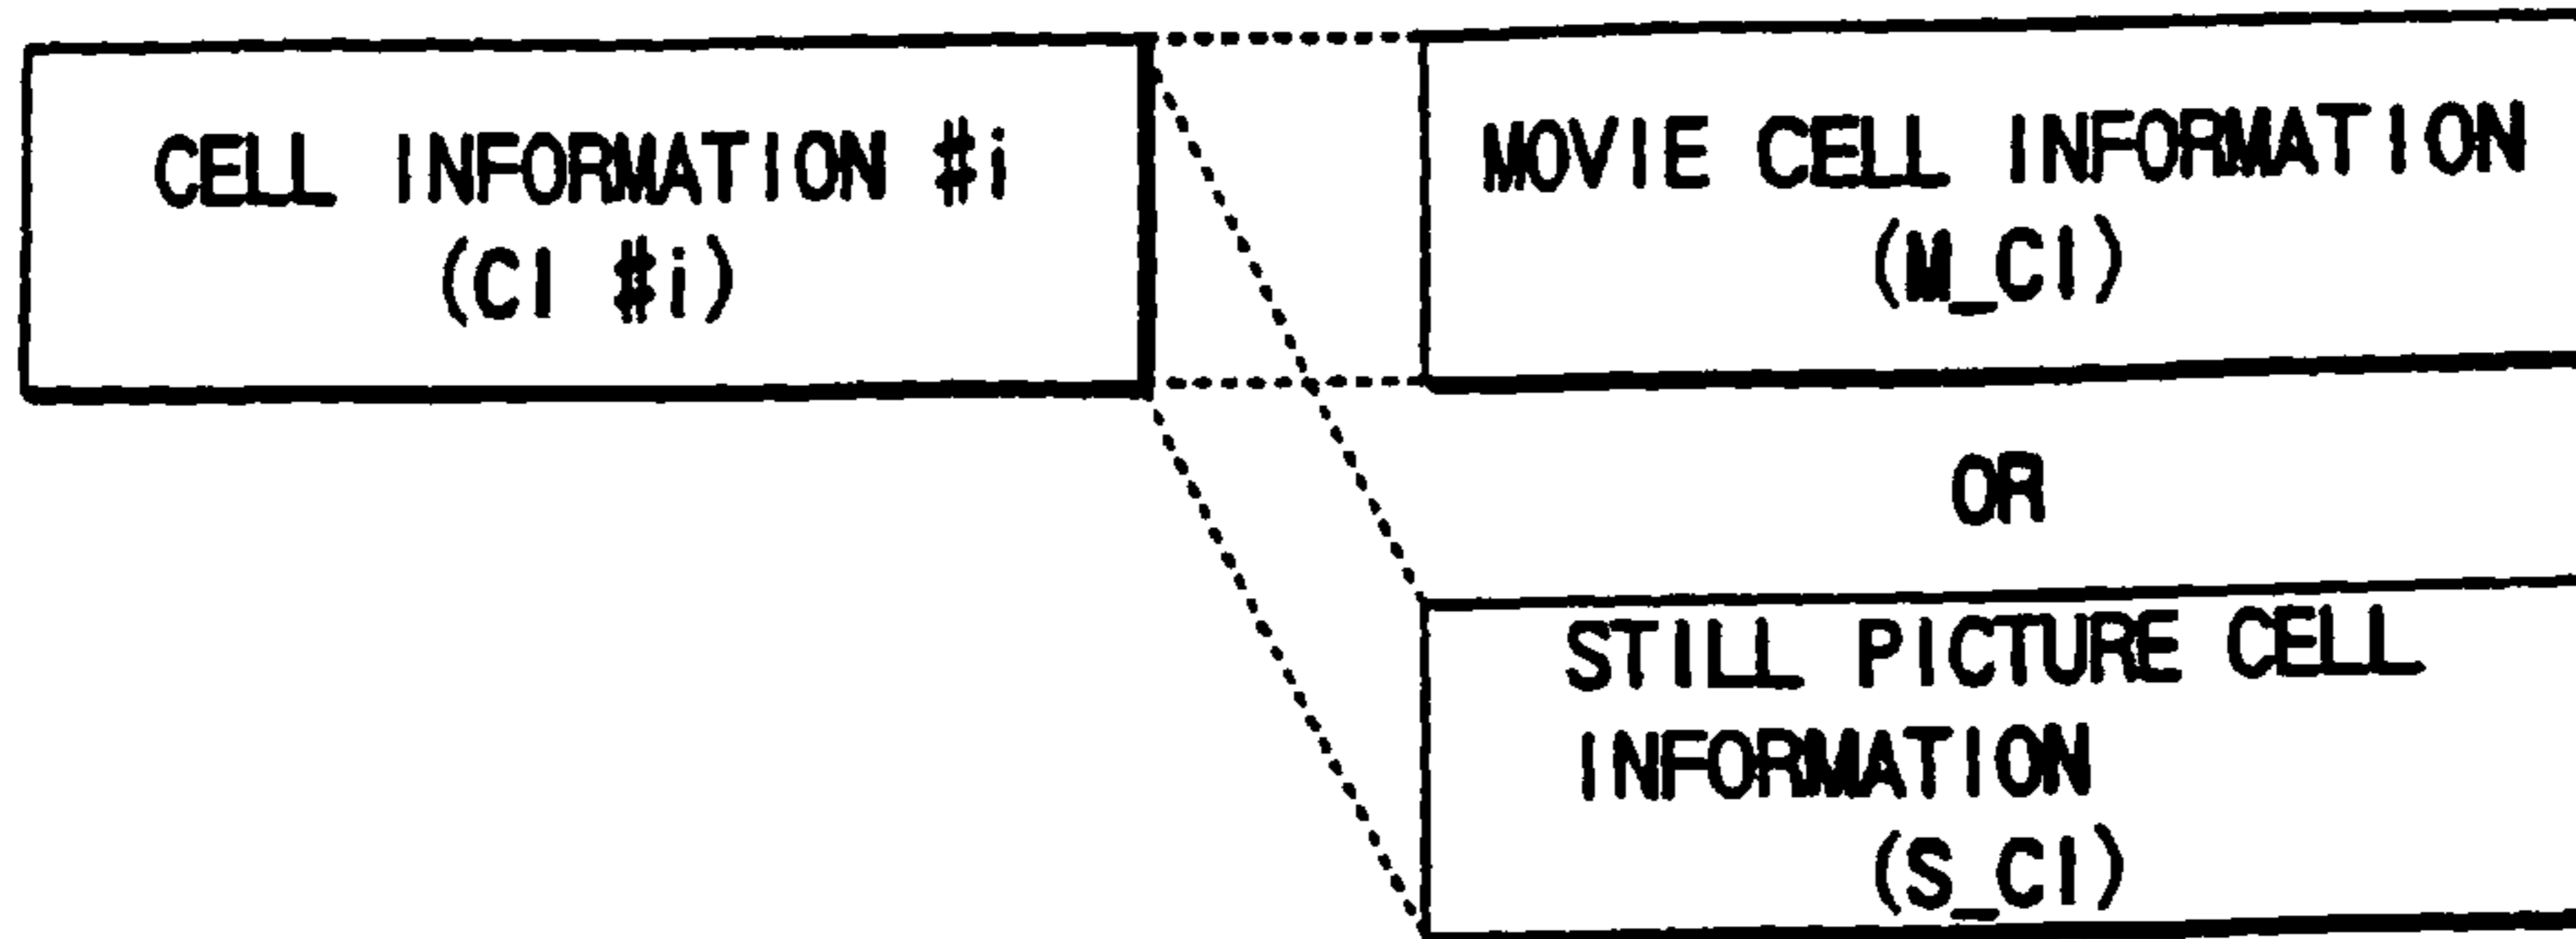 CELL INFORMATION #i
(CI #i)
MOVIE CELL INFORMATION
(M_CI)
OR
STILL PICTURE CELL
INFORMATION
(S_CI)